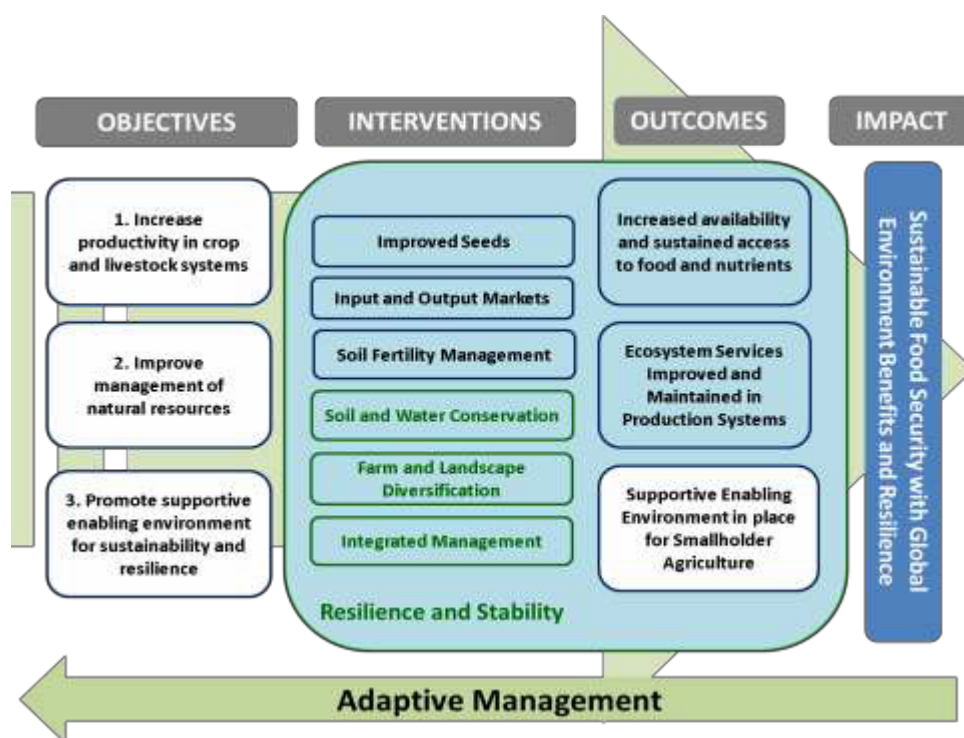 OBJECTIVES
INTERVENTIONS
OUTCOMES
IMPACT
1. Increase
productivity in crop
and livestock systems
2. Improve
management of
natural resources
3. Promote supportive
enabling environment
for sustainability and
resilience
Improved Seeds
Input and Output Markets
Soil Fertility Management
Soil and Water Conservation
Farm and Landscape
Diversification
Integrated Management
Resilience and Stability
Increased availability
and sustained access
to food and nutrients
Ecosystem Services
Improved and
Maintained in
Production Systems
Supportive Enabling
Environment in place
for Smallholder
Agriculture
Sustainable Food Security with Global
Environment Benefits and Resilience
Adaptive Management